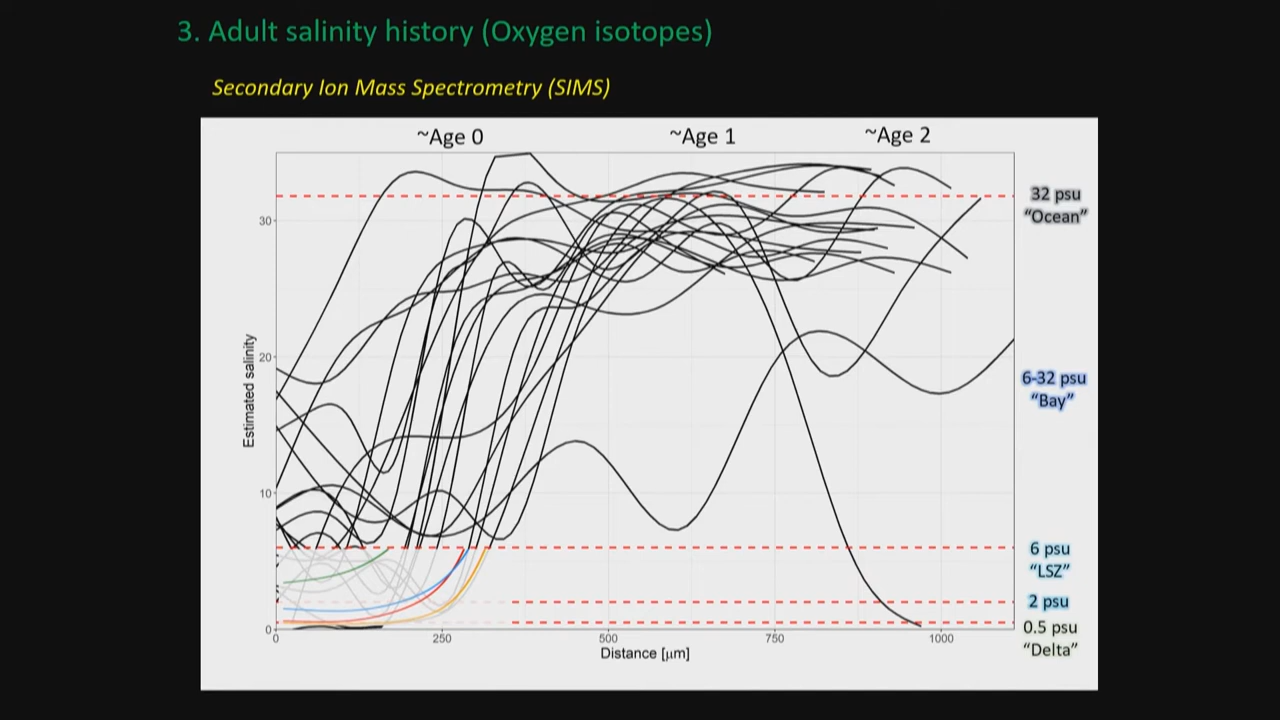 3. Adult salinity history (Oxygen isotopes)
Secondary Ion Mass Spectrometry (SIMS)
~Age 0
~Age 1
~Age 2
32 psu
“Ocean”
30
20
6-32 psu
“Bay”
Estimated salinity
10
6 psu
“LSZ”
2 psu
0.5 psu
“Delta”
0
0
250
500
750
1000
Distance [μm]